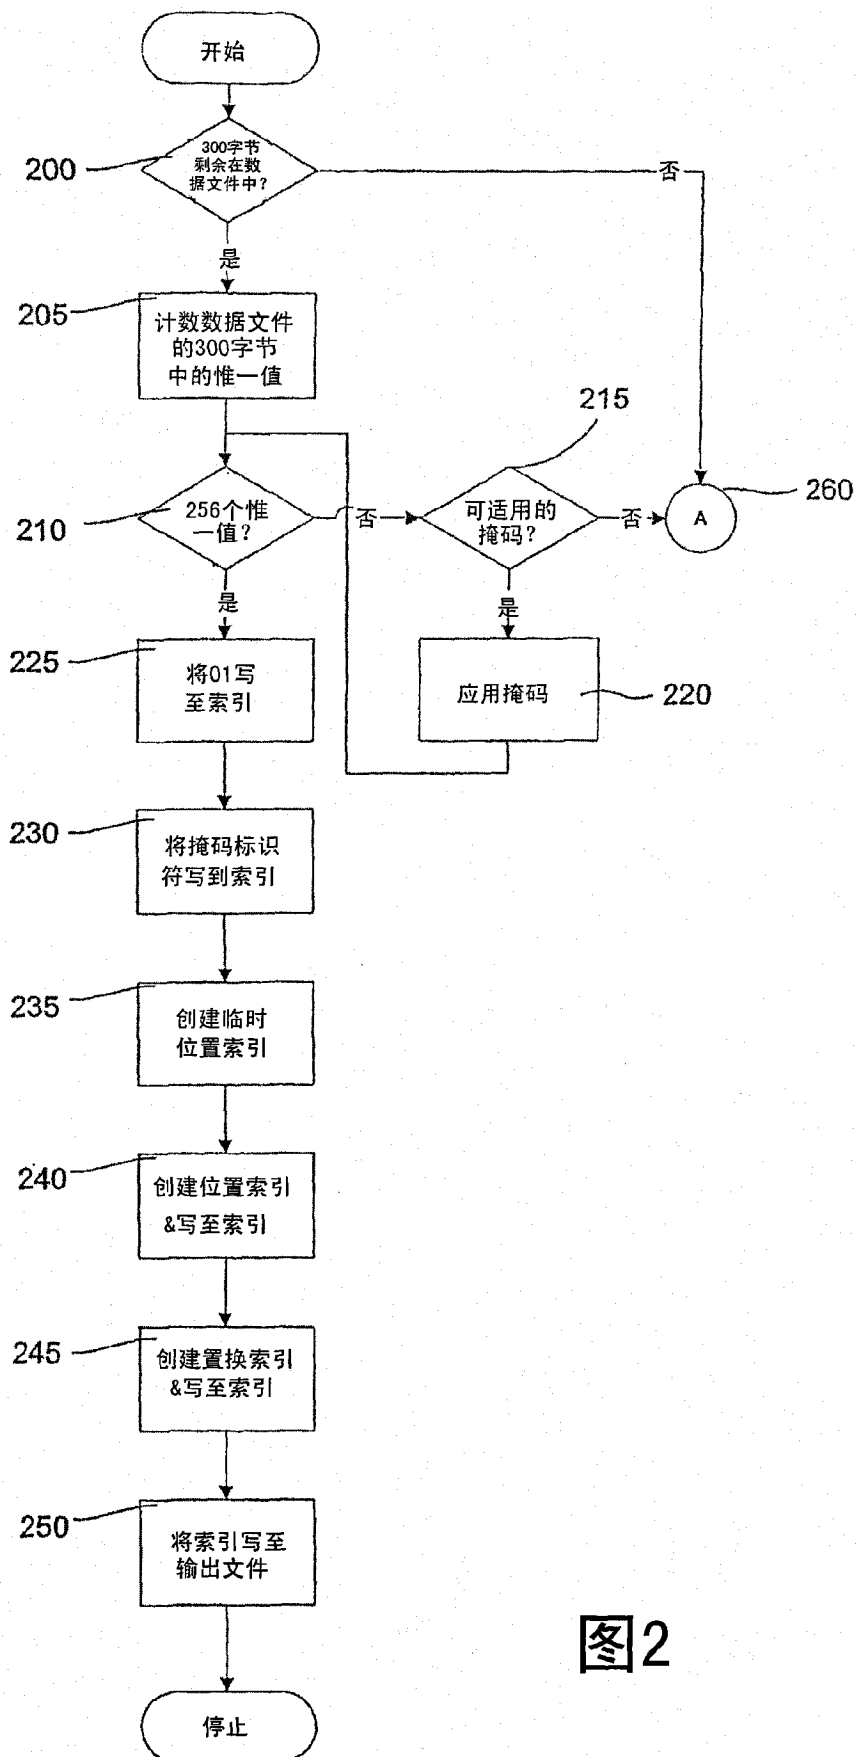 开始
200
300字节
剩余在数
据文件中?
否
是
205
计数数据文件
的300字节
中的惟一值
210
256个惟
一值?
否
215
可适用的
掩码?
否
A
260
是
是
225
将01写
至索引
应用掩码
220
230
将掩码标识
符写到索引
235
创建临时
位置索引
240
创建位置索引
&写至索引
245
创建置换索引
&写至索引
250
将索引写至
输出文件
停止
图2